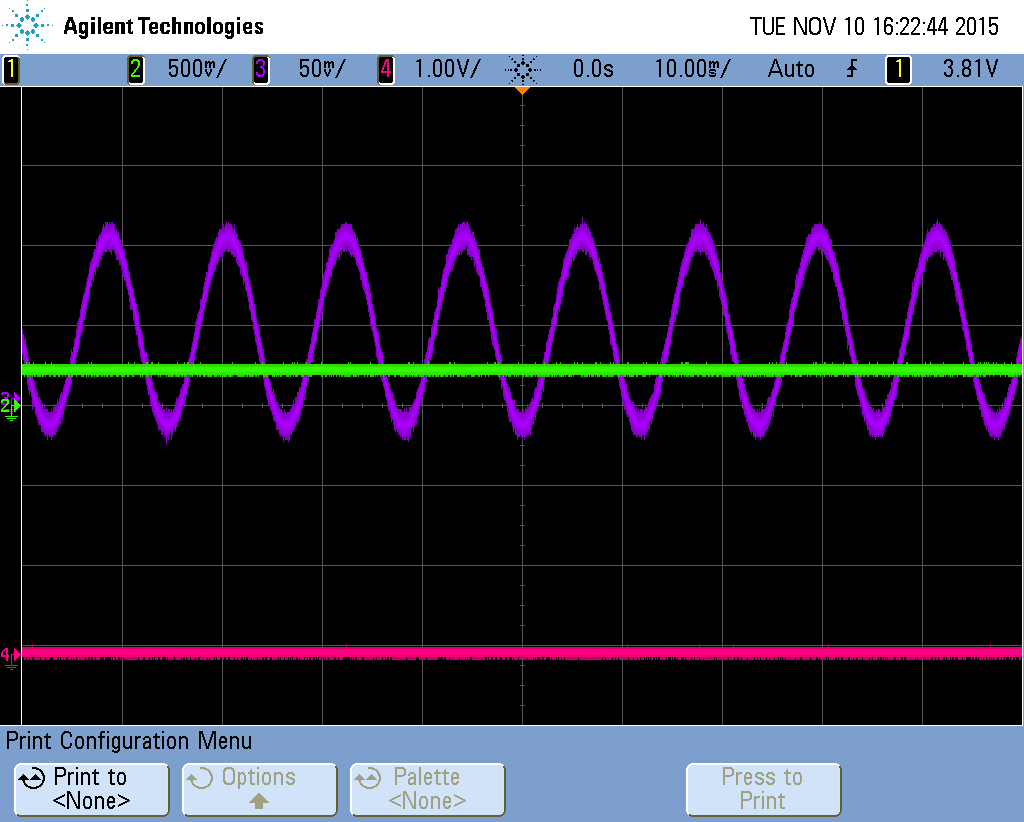 Agilent Technologies TUE NOV 10 16:22:44 2015
1 2 500mV/ 3 50mV/ 4 1.00V/ 0.0s 10.00ms/ Auto 1 3.81V
2
4
Print Configuration Menu
Print to Options Palette Press to
<None> <None> Print